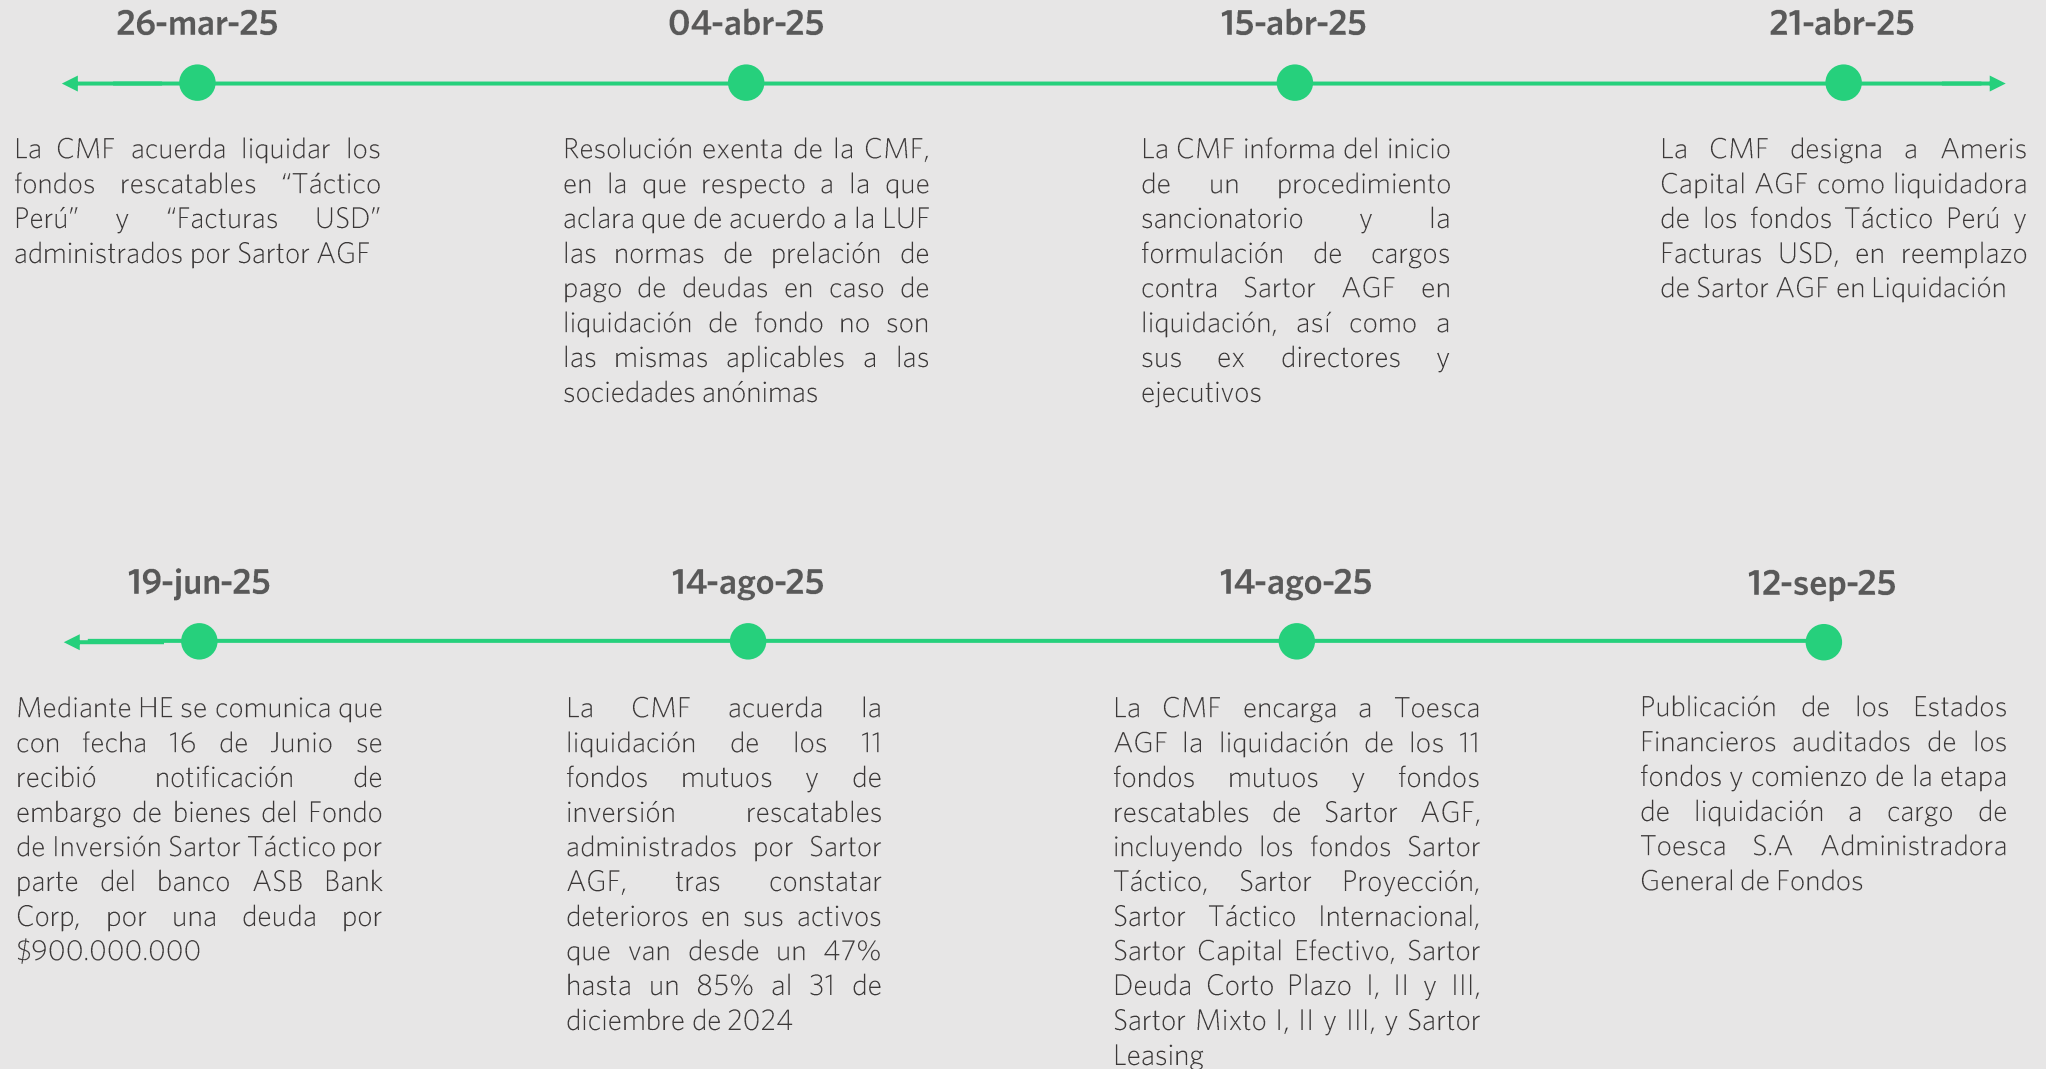 26-mar-25
La CMF acuerda liquidar los
fondos rescatables “Táctico
Perú” y “Facturas USD”
administrados por Sartor AGF
04-abr-25
Resolución exenta de la CMF,
en la que respecto a la que
aclara que de acuerdo a la LUF
las normas de prelación de
pago de deudas en caso de
liquidación de fondo no son
las mismas aplicables a las
sociedades anónimas
15-abr-25
La CMF informa del inicio
de un procedimiento
sancionatorio y la
formulación de cargos
contra Sartor AGF en
liquidación, así como a
sus ex directores y
ejecutivos
21-abr-25
La CMF designa a Ameris
Capital AGF como liquidadora
de los fondos Táctico Perú y
Facturas USD, en reemplazo
de Sartor AGF en Liquidación
19-jun-25
Mediante HE se comunica que
con fecha 16 de Junio se
recibió notificación de
embargo de bienes del Fondo
de Inversión Sartor Táctico por
parte del banco ASB Bank
Corp, por una deuda por
$900.000.000
14-ago-25
La CMF acuerda la
liquidación de los 11
fondos mutuos y de
inversión rescatables
administrados por Sartor
AGF, tras constatar
deterioros en sus activos
que van desde un 47%
hasta un 85% al 31 de
diciembre de 2024
14-ago-25
La CMF encarga a Toesca
AGF la liquidación de los 11
fondos mutuos y fondos
rescatables de Sartor AGF,
incluyendo los fondos Sartor
Táctico, Sartor Proyección,
Sartor Táctico Internacional,
Sartor Capital Efectivo, Sartor
Deuda Corto Plazo I, II y III,
Sartor Mixto I, II y III, y Sartor
Leasing
12-sep-25
Publicación de los Estados
Financieros auditados de los
fondos y comienzo de la etapa
de liquidación a cargo de
Toesca S.A Administradora
General de Fondos